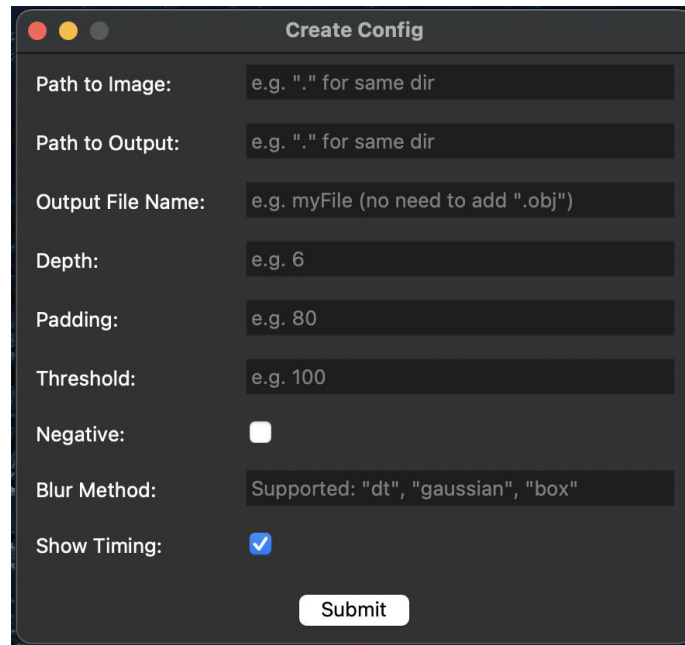 Create Config
Path to Image: e.g. "." for same dir
Path to Output: e.g. "." for same dir
Output File Name: e.g. myFile (no need to add ".obj")
Depth: e.g. 6
Padding: e.g. 80
Threshold: e.g. 100
Negative:
Blur Method: Supported: "dt", "gaussian", "box"
Show Timing:
Submit